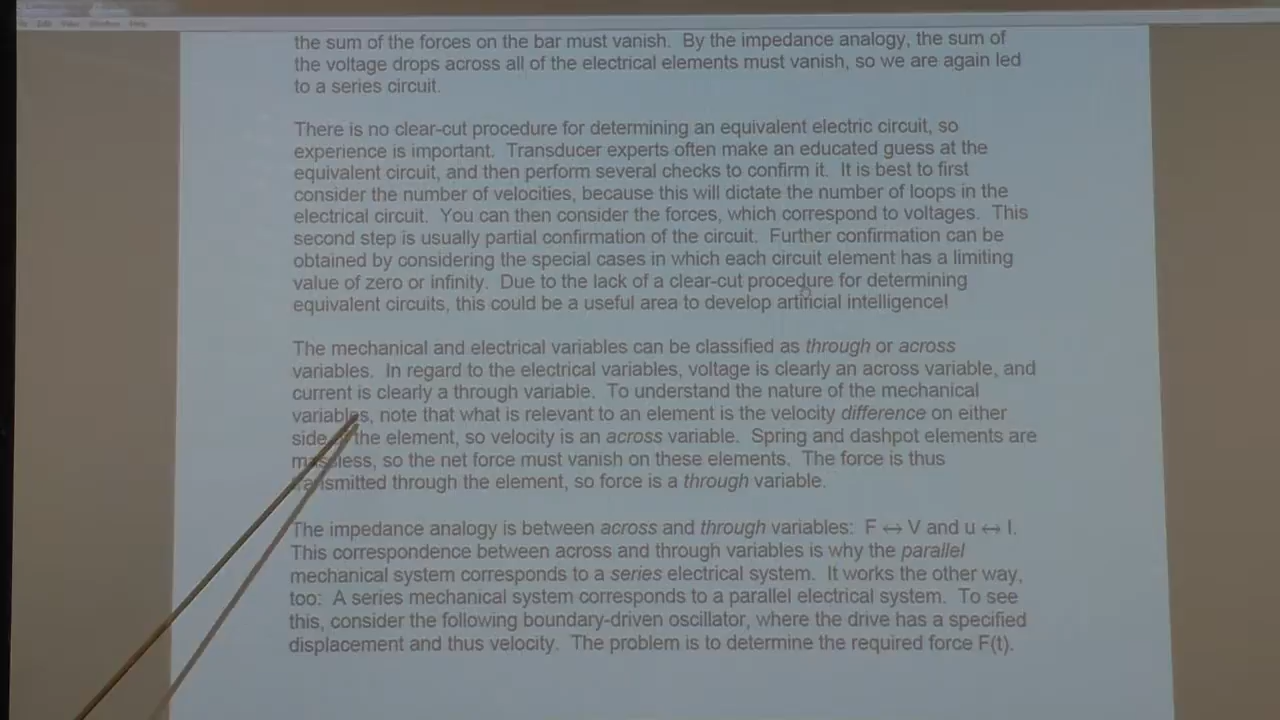 the sum of the forces on the bar must vanish. By the impedance analogy, the sum of
the voltage drops across all of the electrical elements must vanish, so we are again led
to a series circuit.
There is no clear-cut procedure for determining an equivalent electric circuit, so
experience is important. Transducer experts often make an educated guess at the
equivalent circuit, and then perform several checks to confirm it. It is best to first
consider the number of velocities, because this will dictate the number of loops in the
electrical circuit. You can then consider the forces, which correspond to voltages. This
second step is usually partial confirmation of the circuit. Further confirmation can be
obtained by considering the special cases in which each circuit element has a limiting
value of zero or infinity. Due to the lack of a clear-cut procedure for determining
equivalent circuits, this could be a useful area to develop artificial intelligence!
The mechanical and electrical variables can be classified as through or across
variables. In regard to the electrical variables, voltage is clearly an across variable, and
current is clearly a through variable. To understand the nature of the mechanical
variables, note that what is relevant to an element is the velocity difference on either
side of the element, so velocity is an across variable. Spring and dashpot elements are
massless, so the net force must vanish on these elements. The force is thus
transmitted through the element, so force is a through variable.
The impedance analogy is between across and through variables: F ↔ V and u ↔ I.
This correspondence between across and through variables is why the parallel
mechanical system corresponds to a series electrical system. It works the other way,
too: A series mechanical system corresponds to a parallel electrical system. To see
this, consider the following boundary-driven oscillator, where the drive has a specified
displacement and thus velocity. The problem is to determine the required force F(t).